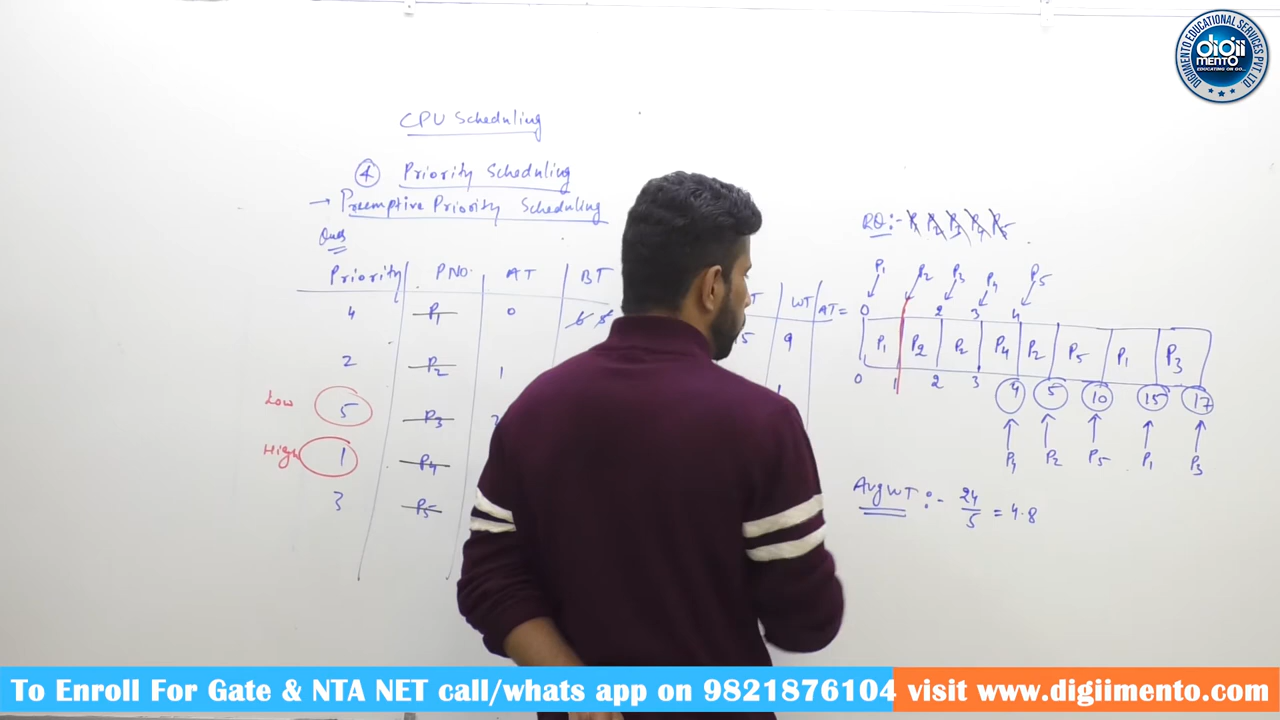 DIGIIMENTO EDUCATIONAL SERVICES PVT LTD
digii
MENTO
EDUCATING ON GO...
CPU Scheduling
4 Priority Scheduling
→ Preemptive Priority Scheduling
Ques
Priority P NO. AT BT T WT
4 P1 0 6 5 15 9
2 P2 1 1
Low 5 P3 2
High 1 P4
3 P5
RQ:- P1 P2 P3 P4 P5
P1 P2 P3 P4 P5
AT= 0 2 3 4
P1 P2 P2 P4 P2 P5 P1 P3
0 1 2 3 4 5 10 15 17
P4 P2 P5 P1 P3
Avg WT :- 24/5 = 4.8
To Enroll For Gate & NTA NET call/whats app on 9821876104 visit www.digiimento.com